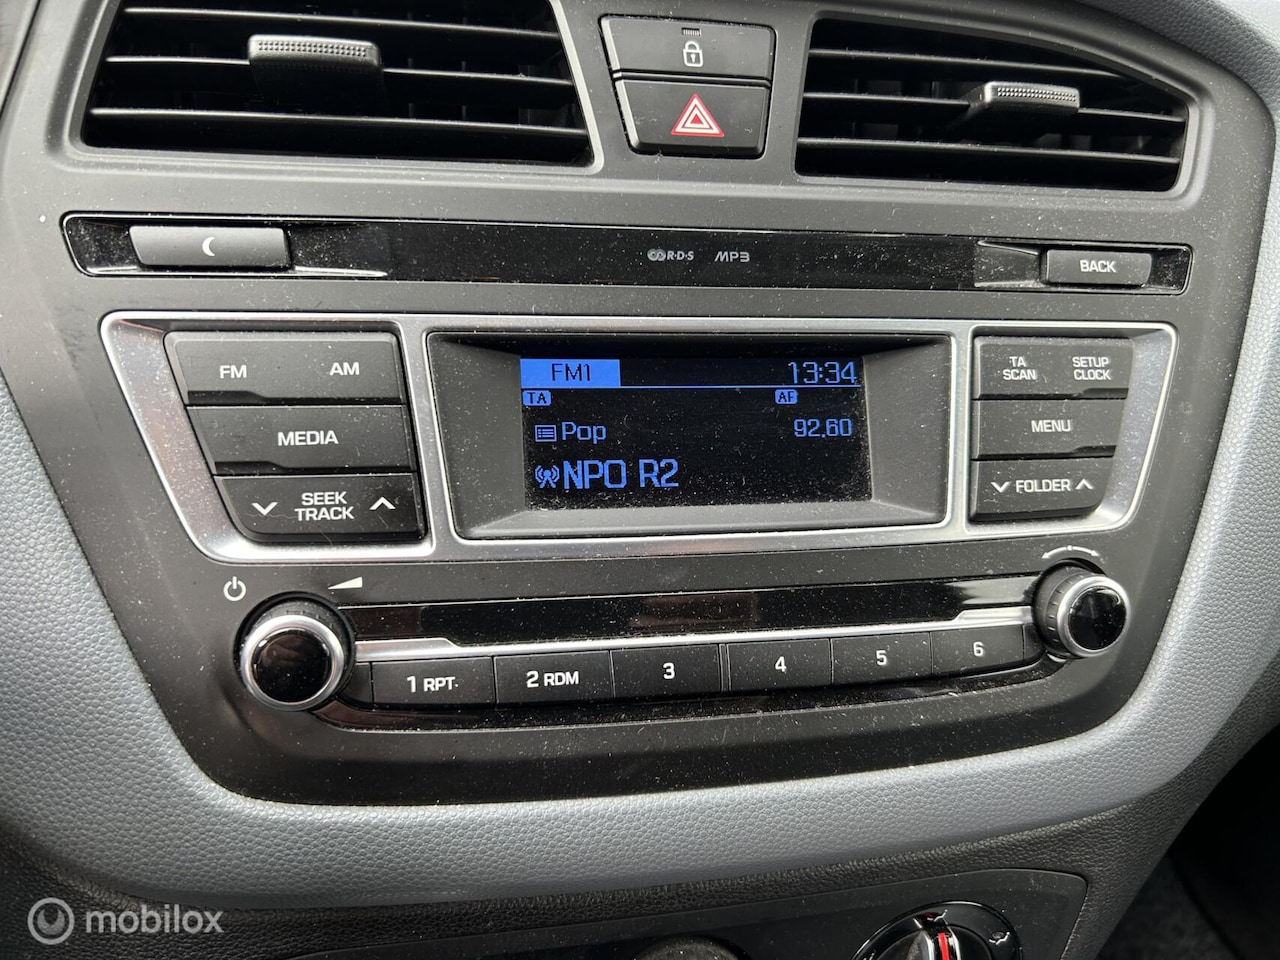 R·D·S MP3
BACK
FM AM
MEDIA
SEEK
TRACK
FM1 13:34
TA AF
Pop 92,60
NPO R2
TA
SCAN
SETUP
CLOCK
MENU
FOLDER
1 RPT 2 RDM 3 4 5 6
mobilox